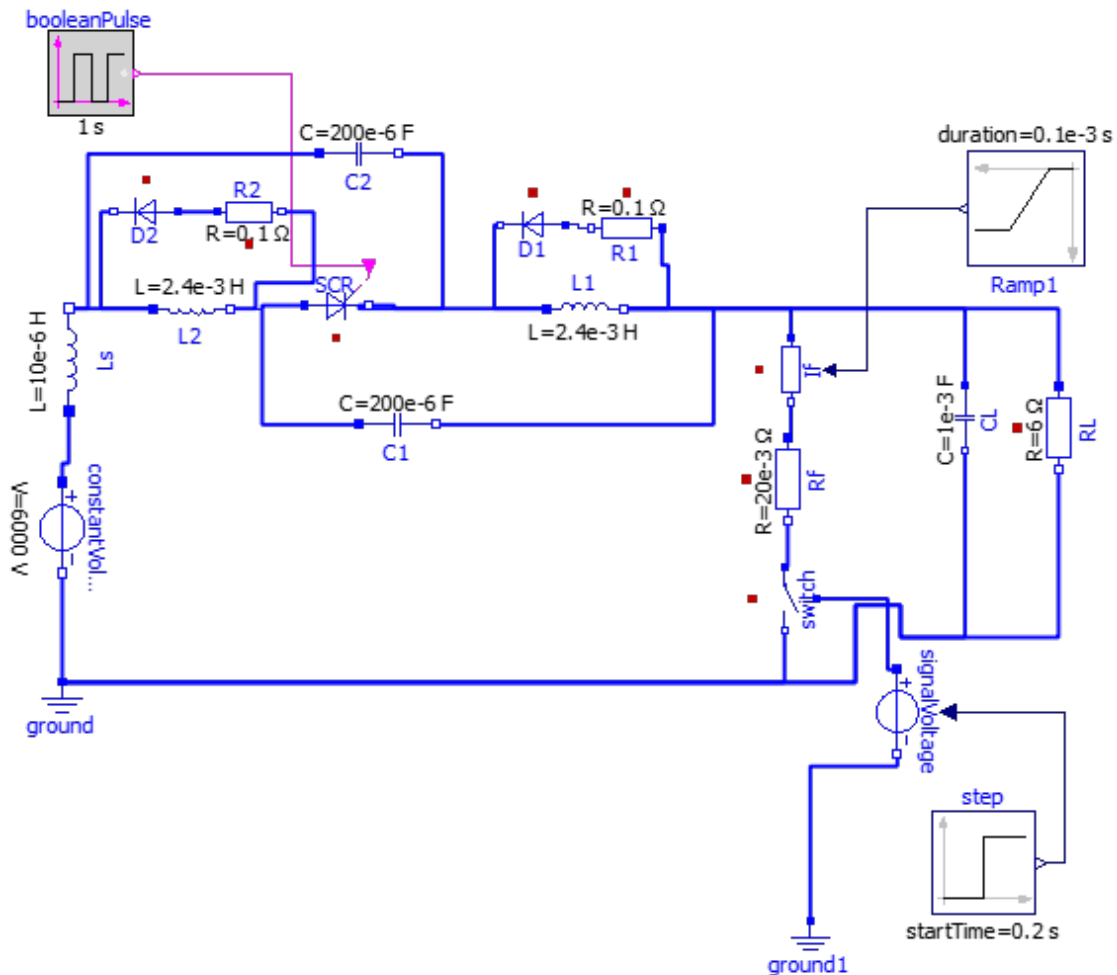 booleanPulse
1 s
C=200e-6 F
C2
duration=0.1e-3 s
Ramp1
R2
R=0.1 Ω
D2
R=0.1 Ω
D1
R1
L=2.4e-3 H
L2
SCR
L1
L=2.4e-3 H
L=10e-6 H
Ls
C=200e-6 F
C1
If
C=1e-3 F
CL
R=6 Ω
RL
R=20e-3 Ω
Rf
V=6000 V
constantVol...
switch
ground
signalVoltage
+
-
+
-
step
startTime=0.2 s
ground1